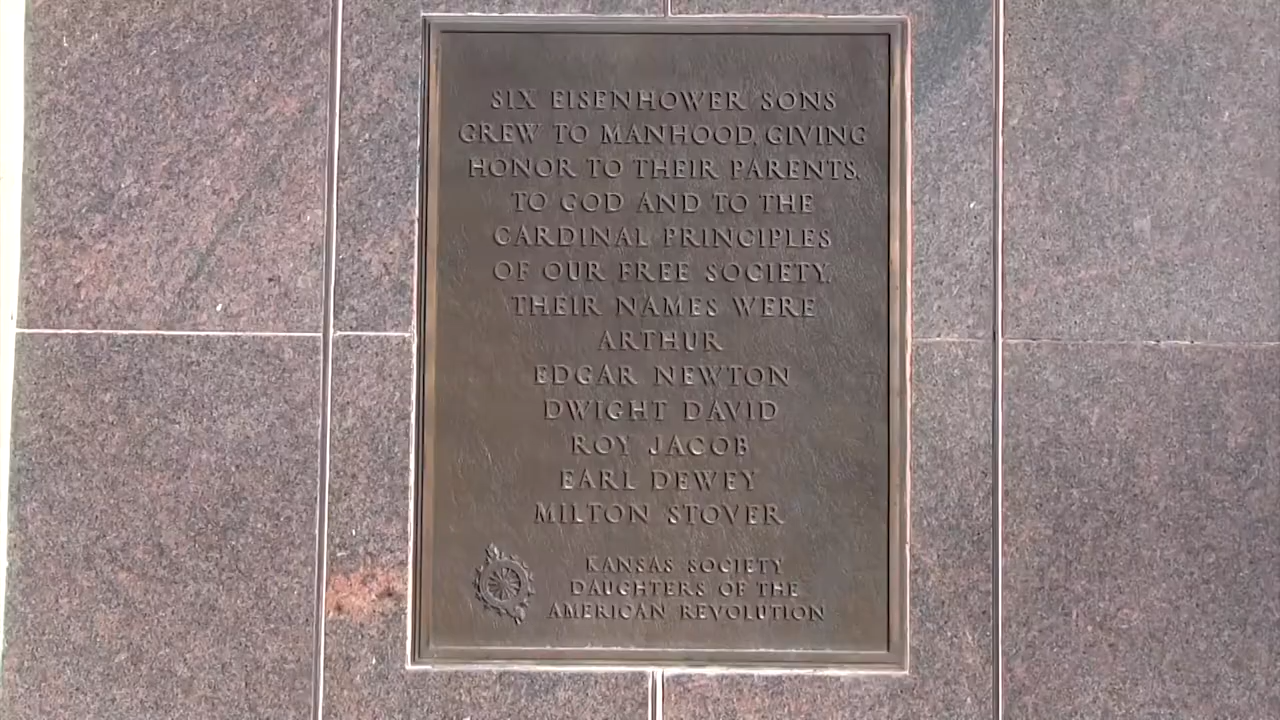 SIX EISENHOWER SONS
GREW TO MANHOOD, GIVING
HONOR TO THEIR PARENTS,
TO GOD AND TO THE
CARDINAL PRINCIPLES
OF OUR FREE SOCIETY.
THEIR NAMES WERE
ARTHUR
EDGAR NEWTON
DWIGHT DAVID
ROY JACOB
EARL DEWEY
MILTON STOVER
KANSAS SOCIETY
DAUGHTERS OF THE
AMERICAN REVOLUTION